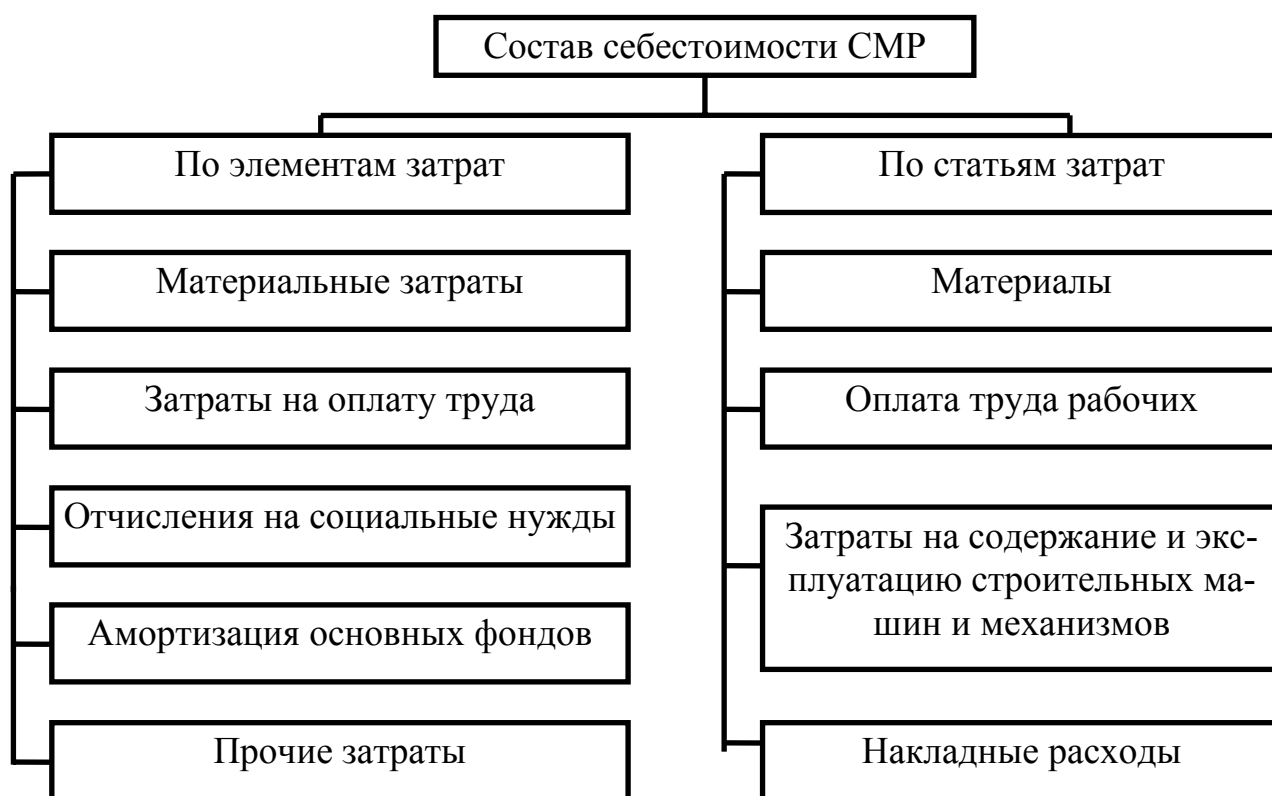 Состав себестоимости СМР
По элементам затрат
Материальные затраты
Затраты на оплату труда
Отчисления на социальные нужды
Амортизация основных фондов
Прочие затраты
По статьям затрат
Материалы
Оплата труда рабочих
Затраты на содержание и экс-
плуатацию строительных ма-
шин и механизмов
Накладные расходы